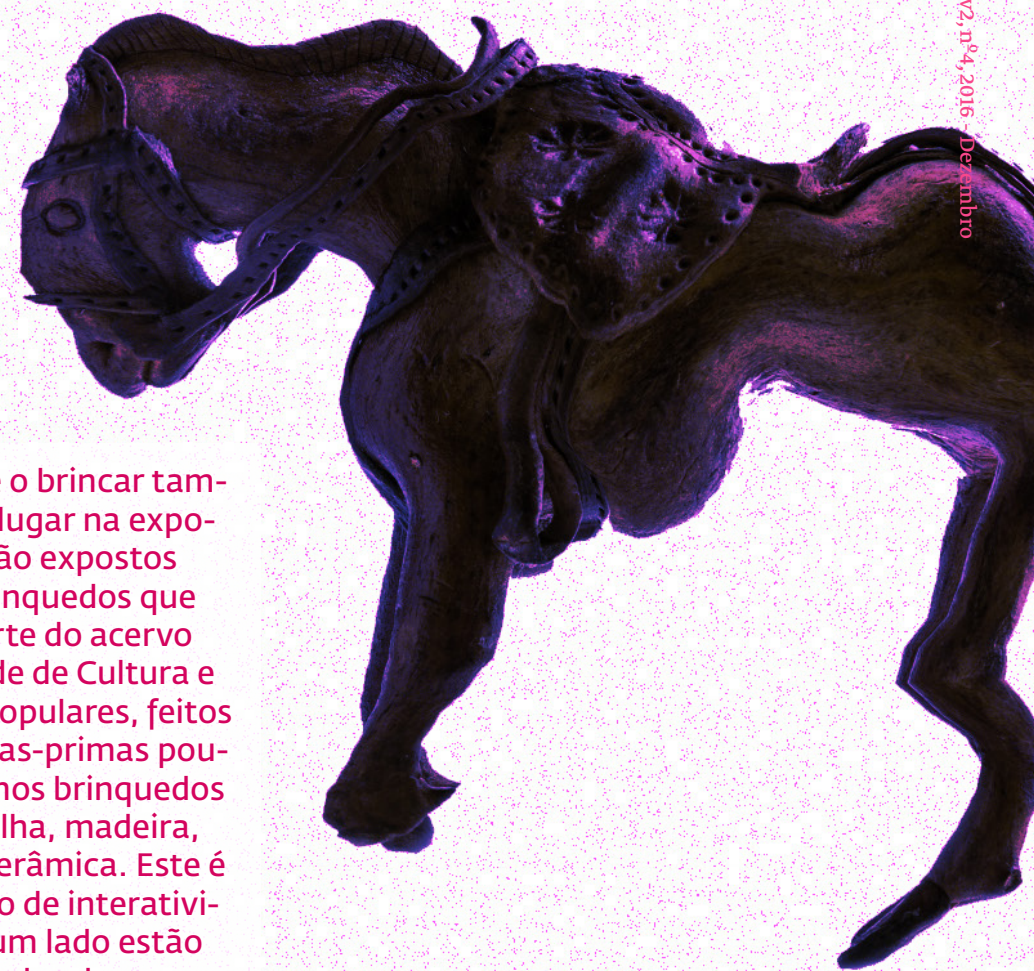 v2, nº4, 2016 - Dezembro
o brincar tam-
lugar na expo-
ão expostos
nquedos que
rte do acervo
de de Cultura e
opulares, feitos
as-primas pou-
nos brinquedos
lha, madeira,
erâmica. Este é
o de interativi-
um lado estão